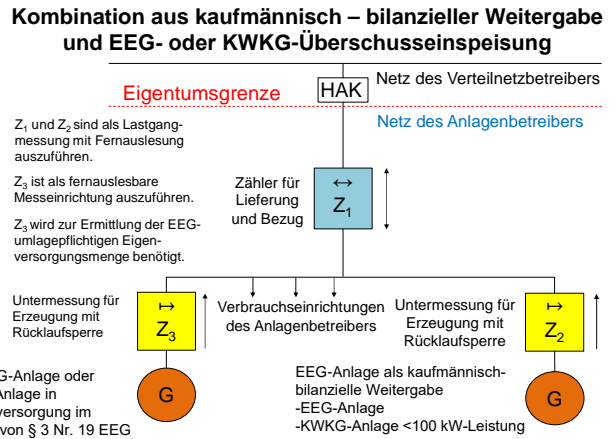 Kombination aus kaufmännisch – bilanzieller Weitergabe
und EEG- oder KWKG-Überschusseinspeisung
HAK
Netz des Verteilnetzbetreibers
Eigentumsgrenze
Netz des Anlagenbetreibers
Z1 und Z2 sind als Lastgang-
messung mit Fernauslesung
auszuführen.
Z3 ist als fernauslesbare
Messeinrichtung auszuführen.
Z3 wird zur Ermittlung der EEG-
umlagepflichtigen Eigen-
versorgungsmenge benötigt.
Zähler für
Lieferung
und Bezug
↔
Z1
Untermessung für
Erzeugung mit
Rücklaufsperre
↦
Z3
Verbrauchseinrichtungen
des Anlagenbetreibers
Untermessung für
Erzeugung mit
Rücklaufsperre
↦
Z2
G-Anlage oder
Anlage in
versorgung im
von § 3 Nr. 19 EEG
G
EEG-Anlage als kaufmännisch-
bilanzielle Weitergabe
-EEG-Anlage
-KWKG-Anlage <100 kW-Leistung
G